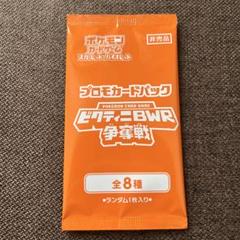 ポケモン
カードゲーム
スカーレット&バイオレット
非売品
プロモカードパック
POKÉMON CARD GAME
ビクティニBWR
争奪戦
全8種
★ランダム1枚入り★